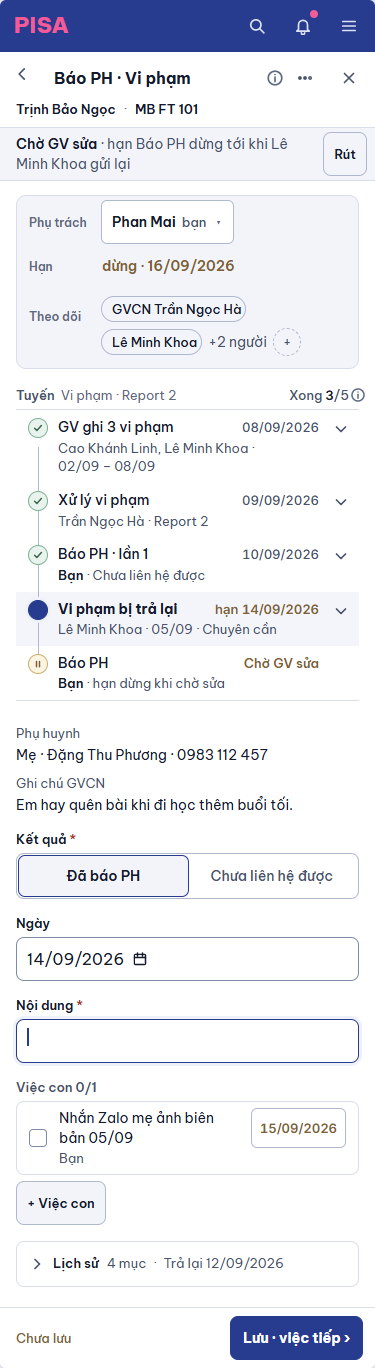 PISA
Báo PH · Vi phạm
Trịnh Bảo Ngọc · MB FT 101
Chờ GV sửa · hạn Báo PH dừng tới khi Lê
Minh Khoa gửi lại
Rút
Phụ trách
Phan Mai bạn
Hạn
dừng · 16/09/2026
Theo dõi
GVCN Trần Ngọc Hà
Lê Minh Khoa
+2 người
+
Tuyến Vi phạm · Report 2
Xong 3/5
GV ghi 3 vi phạm
08/09/2026
Cao Khánh Linh, Lê Minh Khoa ·
02/09 – 08/09
Xử lý vi phạm
09/09/2026
Trần Ngọc Hà · Report 2
Báo PH · lần 1
10/09/2026
Bạn · Chưa liên hệ được
Vi phạm bị trả lại
hạn 14/09/2026
Lê Minh Khoa · 05/09 · Chuyên cần
Báo PH
Chờ GV sửa
Bạn · hạn dừng khi chờ sửa
Phụ huynh
Mẹ · Đặng Thu Phương · 0983 112 457
Ghi chú GVCN
Em hay quên bài khi đi học thêm buổi tối.
Kết quả *
Đã báo PH
Chưa liên hệ được
Ngày
14/09/2026
Nội dung *
Việc con 0/1
Nhắn Zalo mẹ ảnh biên
bản 05/09
15/09/2026
Bạn
+ Việc con
Lịch sử 4 mục · Trả lại 12/09/2026
Chưa lưu
Lưu · việc tiếp ›